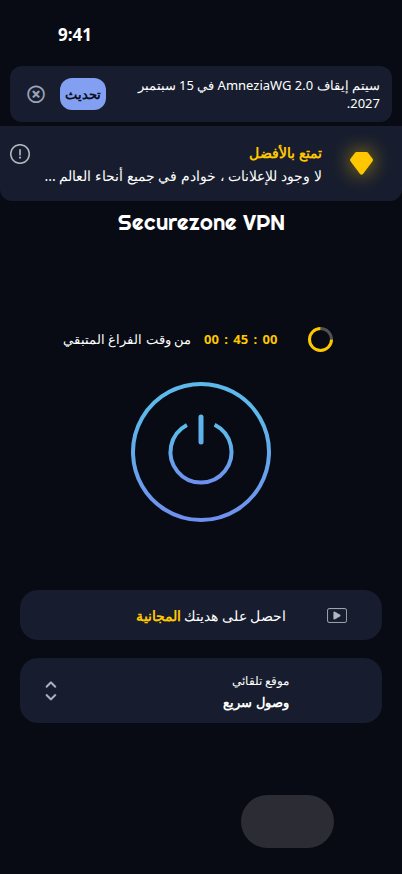 9:41
سيتم إيقاف AmneziaWG 2.0 في 15 سبتمبر
2027.
تحديث
تمتع بالأفضل
لا وجود للإعلانات ، خوادم في جميع أنحاء العالم ...
Securezone VPN
00 : 45 : 00 من وقت الفراغ المتبقي
احصل على هديتك المجانية
موقع تلقائي
وصول سريع